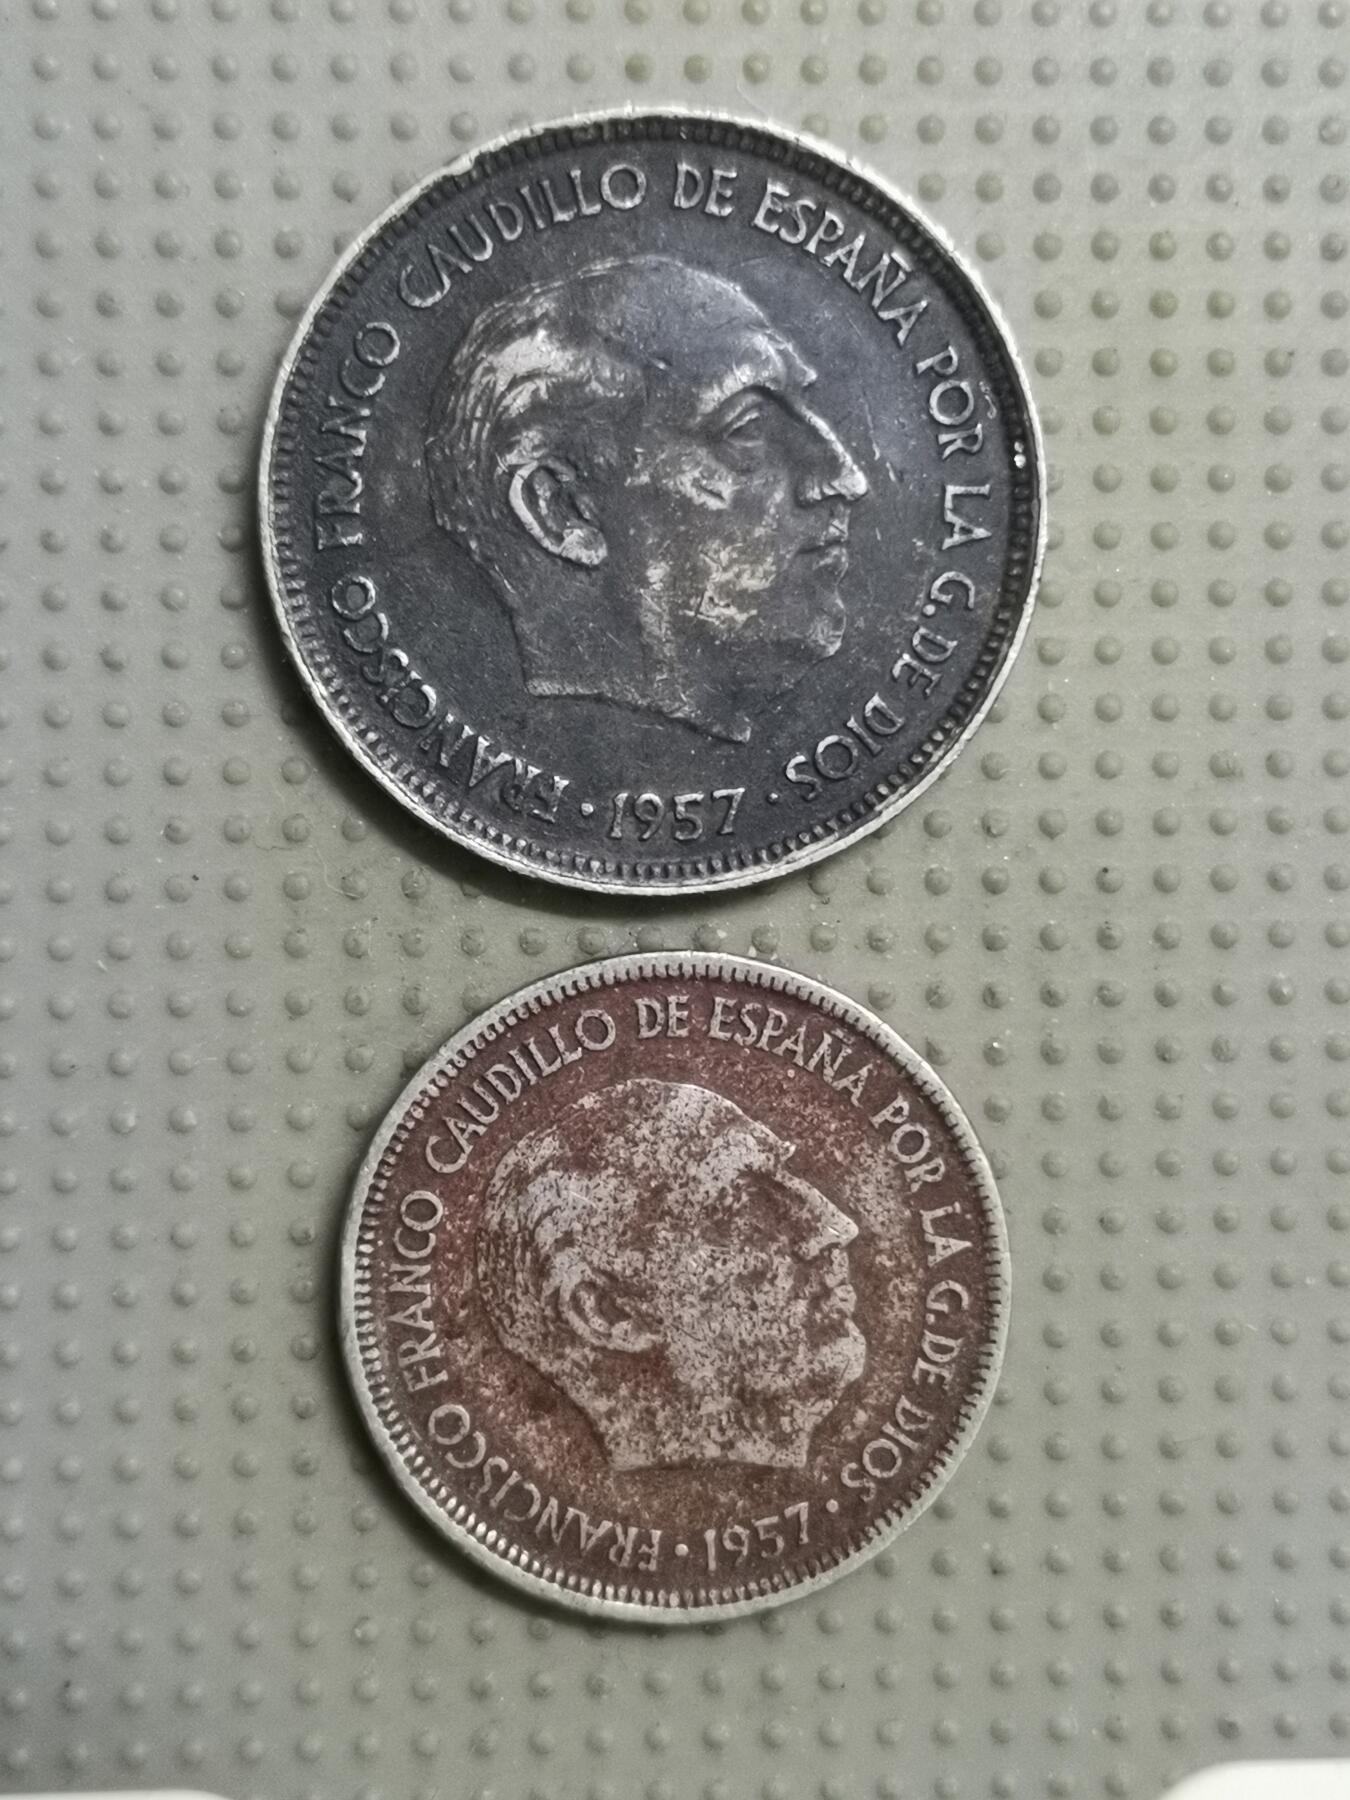 FRANCISCO FRANCO CAUDILLO DE ESPAÑA POR LA G. DE DIOS · 1957 ·
FRANCISCO FRANCO CAUDILLO DE ESPAÑA POR LA G. DE DIOS · 1957 ·